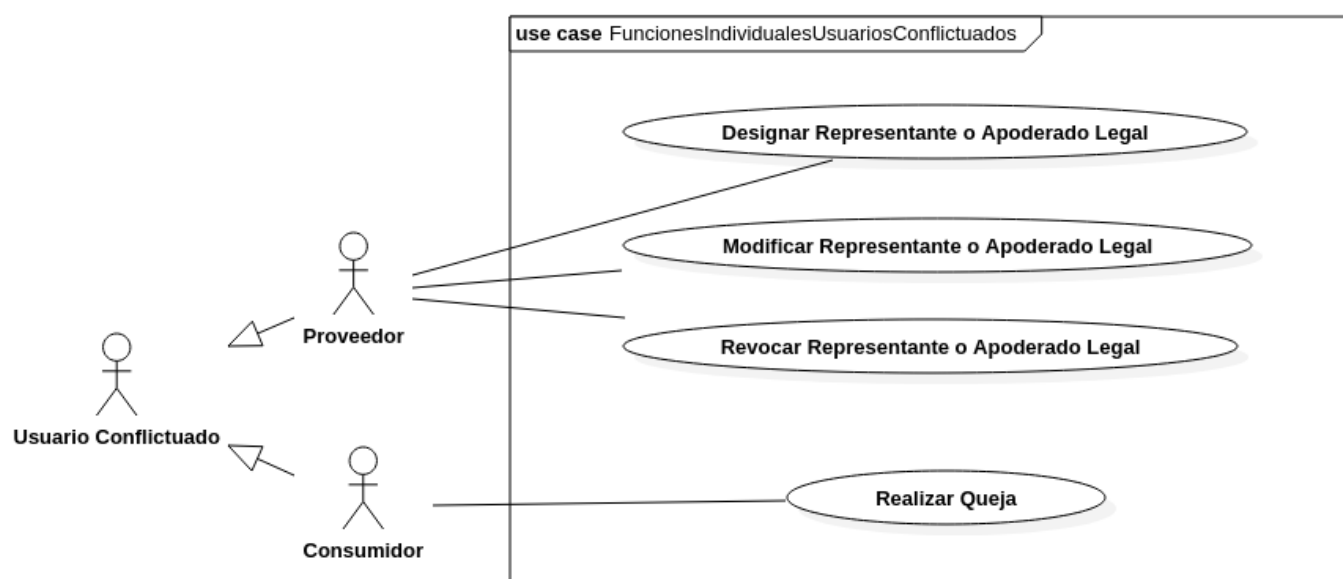 use case FuncionesIndividualesUsuariosConflictuados
Designar Representante o Apoderado Legal
Modificar Representante o Apoderado Legal
Proveedor
Revocar Representante o Apoderado Legal
Usuario Conflictuado
Realizar Queja
Consumidor